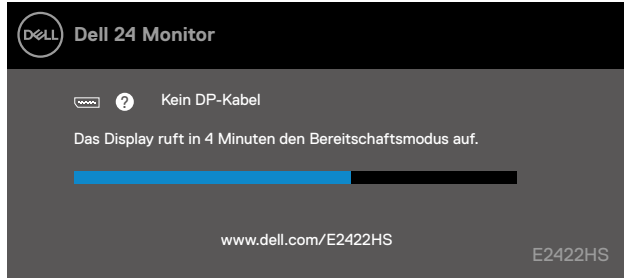 DELL Dell 24 Monitor
? Kein DP-Kabel
Das Display ruft in 4 Minuten den Bereitschaftsmodus auf.
www.dell.com/E2422HS
E2422HS